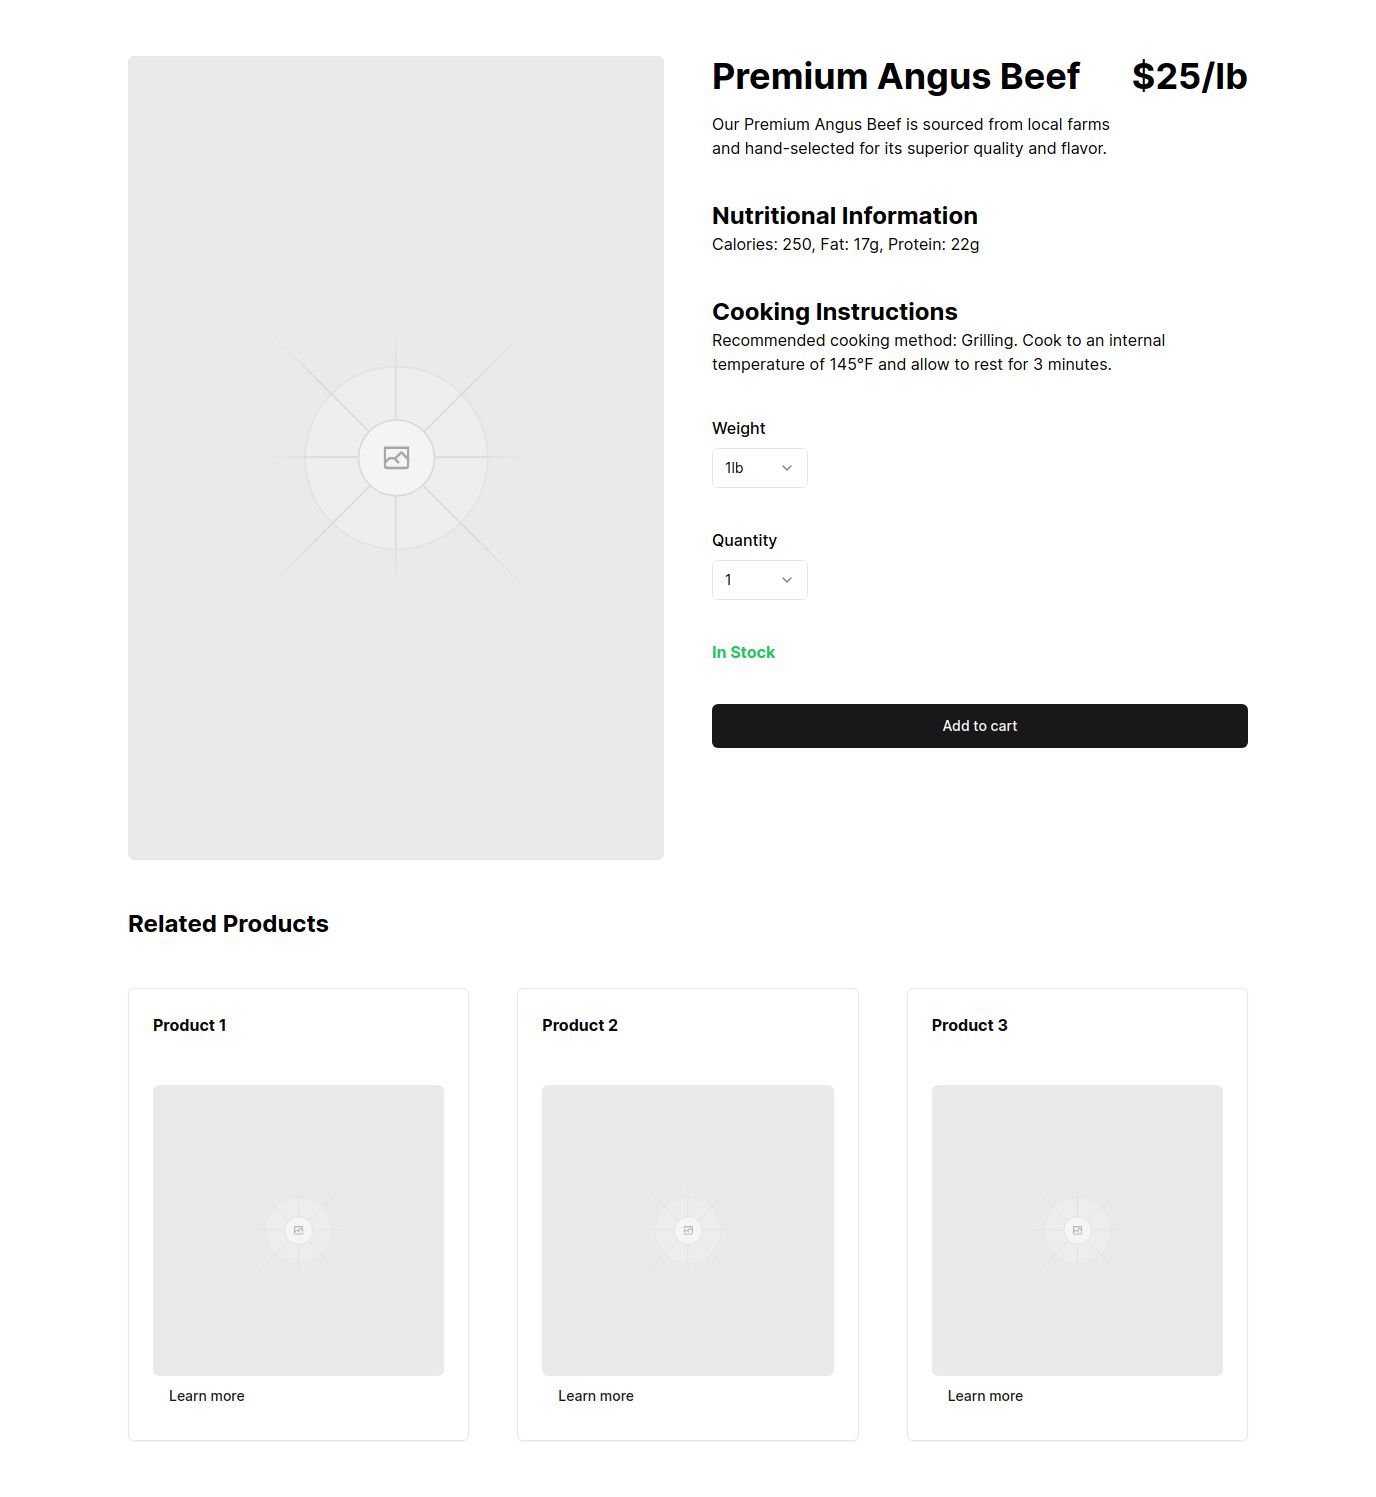 Premium Angus Beef
$25/lb
Our Premium Angus Beef is sourced from local farms
and hand-selected for its superior quality and flavor.
Nutritional Information
Calories: 250, Fat: 17g, Protein: 22g
Cooking Instructions
Recommended cooking method: Grilling. Cook to an internal
temperature of 145°F and allow to rest for 3 minutes.
Weight
1lb
Quantity
1
In Stock
Add to cart
Related Products
Product 1
Product 2
Product 3
Learn more
Learn more
Learn more